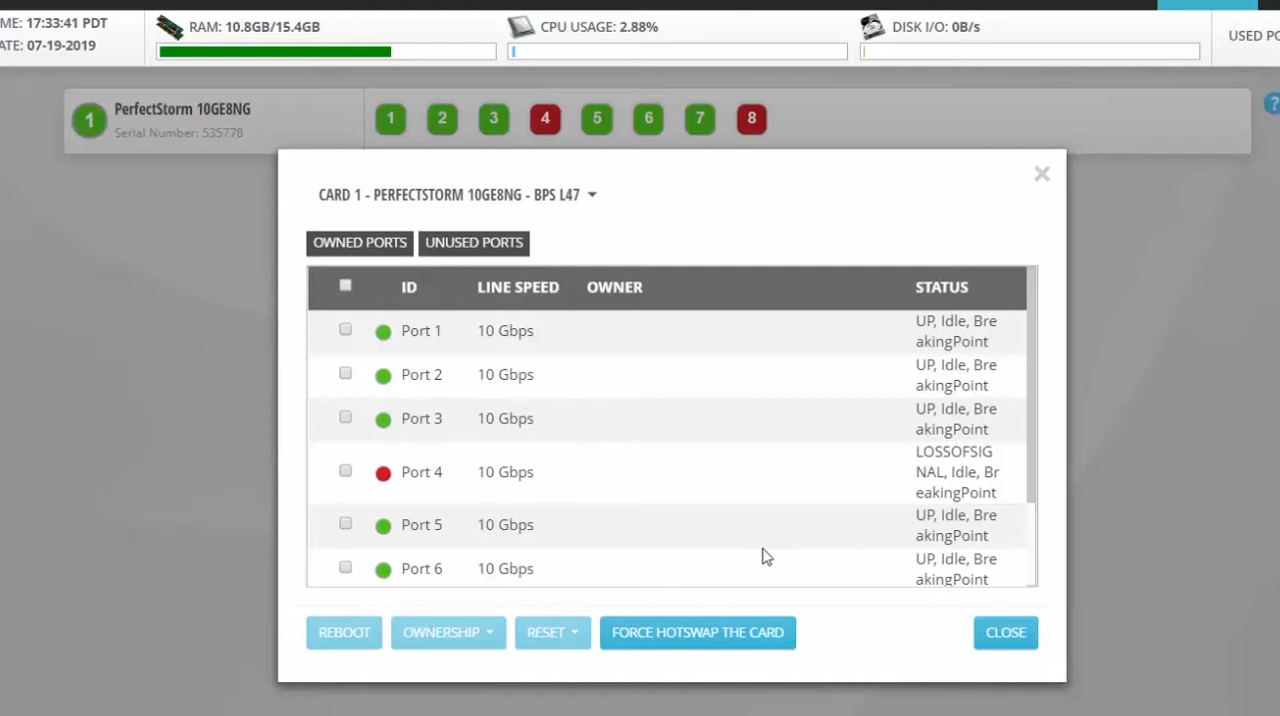 ME: 17:33:41 PDT
ATE: 07-19-2019
RAM: 10.8GB/15.4GB
CPU USAGE: 2.88%
DISK I/O: 0B/s
USED PO
1
PerfectStorm 10GE8NG
Serial Number: 535778
1 2 3 4 5 6 7 8
?
CARD 1 - PERFECTSTORM 10GE8NG - BPS L47
OWNED PORTS UNUSED PORTS
ID LINE SPEED OWNER STATUS
Port 1 10 Gbps UP, Idle, Bre
akingPoint
Port 2 10 Gbps UP, Idle, Bre
akingPoint
Port 3 10 Gbps UP, Idle, Bre
akingPoint
Port 4 10 Gbps LOSSOFSIG
NAL, Idle, Br
eakingPoint
Port 5 10 Gbps UP, Idle, Bre
akingPoint
Port 6 10 Gbps UP, Idle, Bre
akingPoint
REBOOT OWNERSHIP RESET FORCE HOTSWAP THE CARD CLOSE